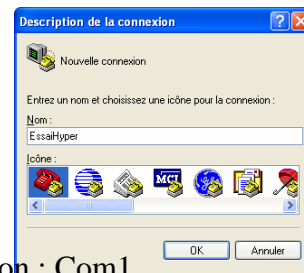 Description de la connexion
Nouvelle connexion
Entrez un nom et choisissez une icône pour la connexion :
Nom :
EssaiHyper
Icône :
MCI
OK Annuler
on : Com1